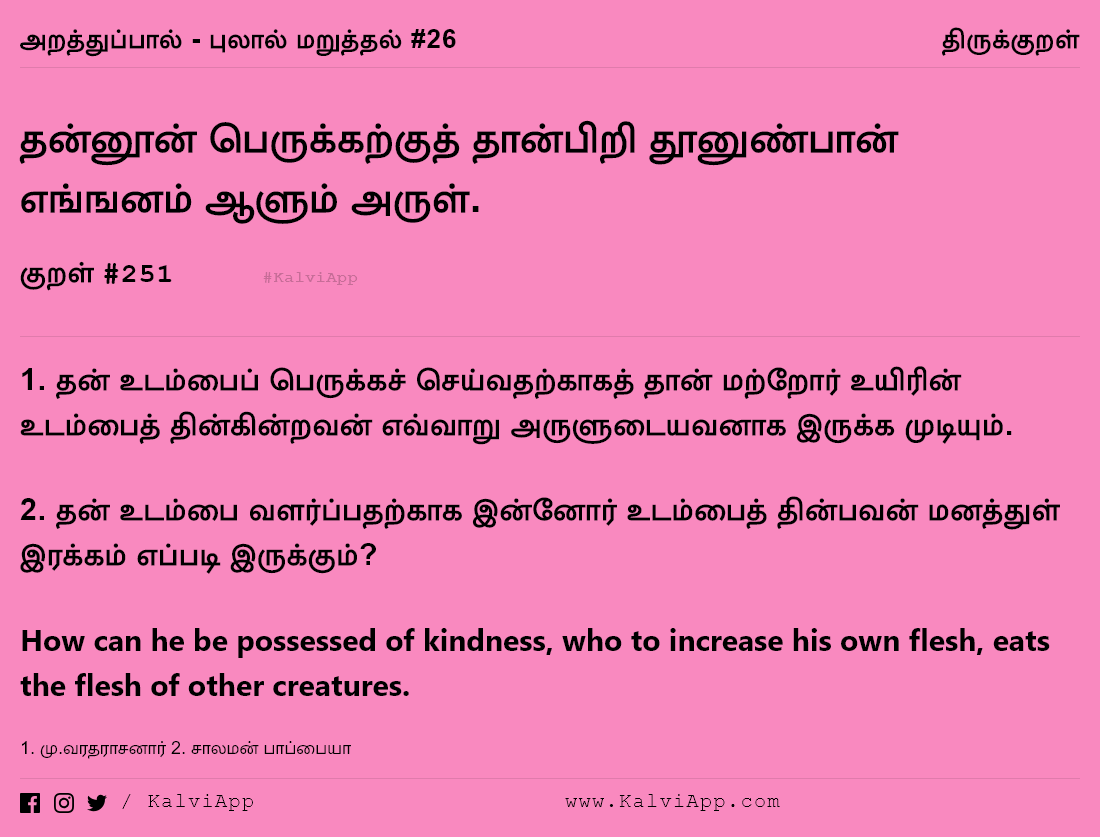 அறத்துப்பால் - புலால் மறுத்தல் #26
திருக்குறள்
தன்னூன் பெருக்கற்குத் தான்பிறி தூனுண்பான்
எங்ஙனம் ஆளும் அருள்.
குறள் #251
#KalviApp
1. தன் உடம்பைப் பெருக்கச் செய்வதற்காகத் தான் மற்றோர் உயிரின்
உடம்பைத் தின்கின்றவன் எவ்வாறு அருளுடையவனாக இருக்க முடியும்.
2. தன் உடம்பை வளர்ப்பதற்காக இன்னோர் உடம்பைத் தின்பவன் மனத்துள்
இரக்கம் எப்படி இருக்கும்?
How can he be possessed of kindness, who to increase his own flesh, eats
the flesh of other creatures.
1. மு.வரதராசனார் 2. சாலமன் பாப்பையா
/ KalviApp
www.KalviApp.com